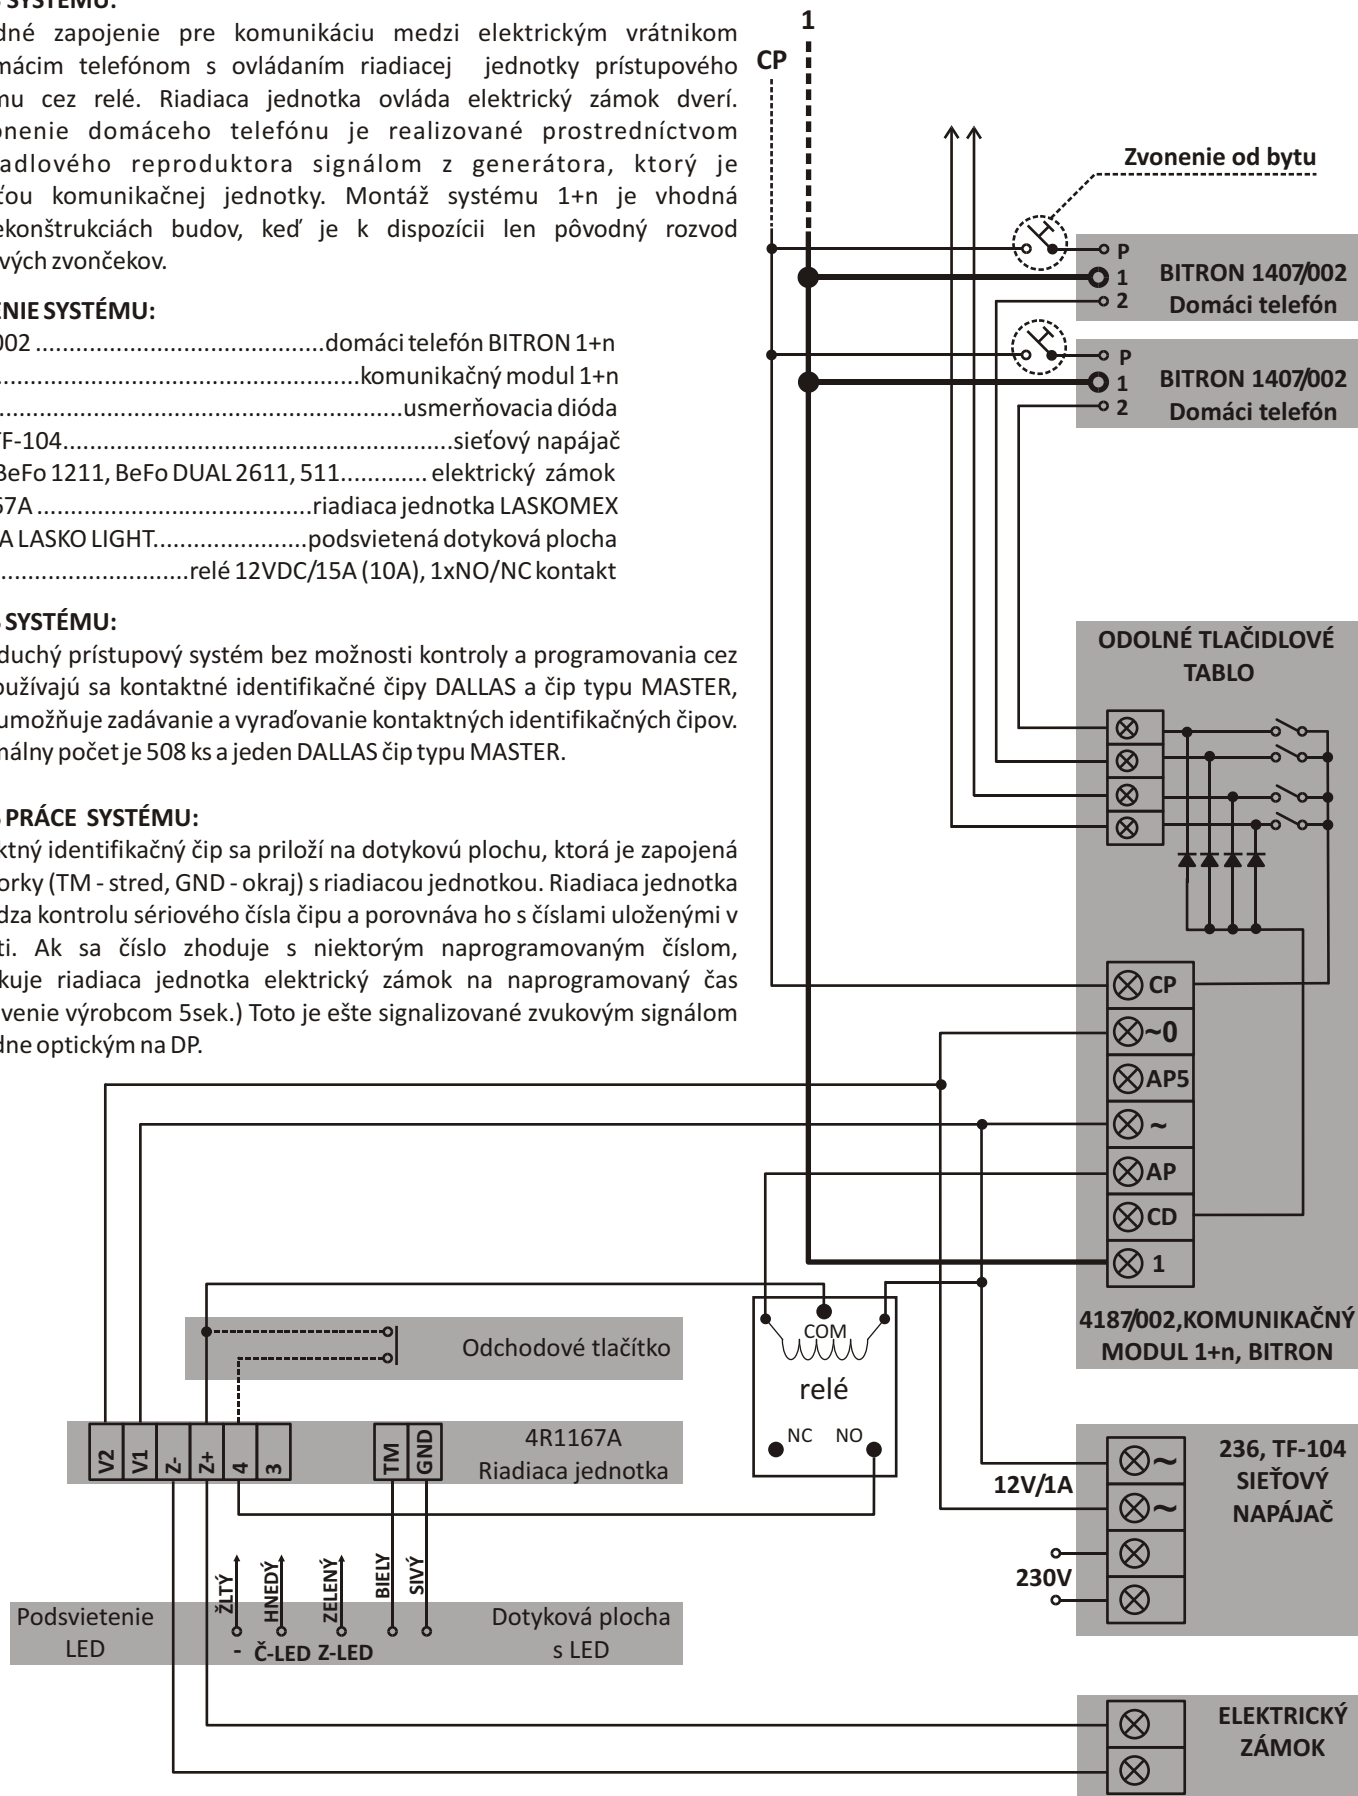 SYSTÉMU:
dné zapojenie pre komunikáciu medzi elektrickým vrátnikom
mácim telefónom s ovládaním riadiacej jednotky prístupového
mu cez relé. Riadiaca jednotka ovláda elektrický zámok dverí.
onenie domáceho telefónu je realizované prostredníctvom
adlového reproduktora signálom z generátora, ktorý je
ťou komunikačnej jednotky. Montáž systému 1+n je vhodná
ekonštrukciách budov, keď je k dispozícii len pôvodný rozvod
vých zvončekov.
ENIE SYSTÉMU:
002 ....................................domáci telefón BITRON 1+n
.............................................komunikačný modul 1+n
..................................................usmerňovacia dióda
TF-104................................................sieťový napájač
BeFo 1211, BeFo DUAL 2611, 511............. elektrický zámok
67A ..................................riadiaca jednotka LASKOMEX
A LASKO LIGHT.......................podsvietená dotyková plocha
........................relé 12VDC/15A (10A), 1xNO/NC kontakt
SYSTÉMU:
duchý prístupový systém bez možnosti kontroly a programovania cez
oužívajú sa kontaktné identifikačné čipy DALLAS a čip typu MASTER,
umožňuje zadávanie a vyraďovanie kontaktných identifikačných čipov.
málny počet je 508 ks a jeden DALLAS čip typu MASTER.
PRÁCE SYSTÉMU:
ktný identifikačný čip sa priloží na dotykovú plochu, ktorá je zapojená
orky (TM - stred, GND - okraj) s riadiacou jednotkou. Riadiaca jednotka
dza kontrolu sériového čísla čipu a porovnáva ho s číslami uloženými v
ti. Ak sa číslo zhoduje s niektorým naprogramovaným číslom,
kuje riadiaca jednotka elektrický zámok na naprogramovaný čas
venie výrobcom 5sek.) Toto je ešte signalizované zvukovým signálom
dne optickým na DP.
1
CP
Zvonenie od bytu
P
1
2
BITRON 1407/002
Domáci telefón
P
1
2
BITRON 1407/002
Domáci telefón
ODOLNÉ TLAČIDLOVÉ
TABLO
CP
~0
AP5
~
AP
CD
1
4187/002,KOMUNIKAČNÝ
MODUL 1+n, BITRON
COM
relé
NC NO
Odchodové tlačítko
V2 V1 Z- Z+ 4 3 TM GND
4R1167A
Riadiaca jednotka
12V/1A
230V
~
~
236, TF-104
SIEŤOVÝ
NAPÁJAČ
ŽLTÝ HNEDÝ ZELENÝ BIELY SIVÝ
Podsvietenie
LED
- Č-LED Z-LED
Dotyková plocha
s LED
ELEKTRICKÝ
ZÁMOK